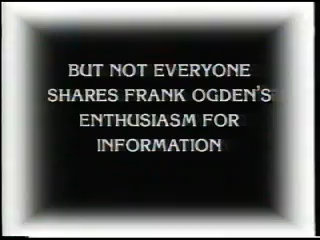 BUT NOT EVERYONE
SHARES FRANK OGDEN'S
ENTHUSIASM FOR
INFORMATION